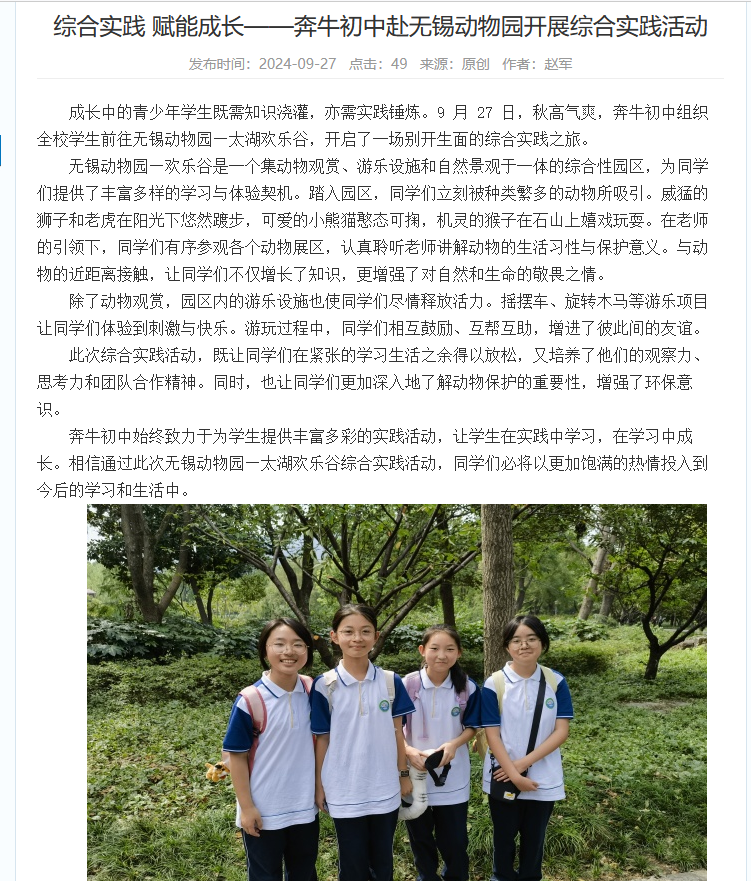 综合实践 赋能成长——奔牛初中赴无锡动物园开展综合实践活动
发布时间：2024-09-27 点击：49 来源：原创 作者：赵军
成长中的青少年学生既需知识浇灌，亦需实践锤炼。9 月 27 日，秋高气爽，奔牛初中组织
全校学生前往无锡动物园—太湖欢乐谷，开启了一场别开生面的综合实践之旅。
无锡动物园—欢乐谷是一个集动物观赏、游乐设施和自然景观于一体的综合性园区，为同学
们提供了丰富多样的学习与体验契机。踏入园区，同学们立刻被种类繁多的动物所吸引。威猛的
狮子和老虎在阳光下悠然踱步，可爱的小熊猫憨态可掬，机灵的猴子在石山上嬉戏玩耍。在老师
的引领下，同学们有序参观各个动物展区，认真聆听老师讲解动物的生活习性与保护意义。与动
物的近距离接触，让同学们不仅增长了知识，更增强了对自然和生命的敬畏之情。
除了动物观赏，园区内的游乐设施也使同学们尽情释放活力。摇摆车、旋转木马等游乐项目
让同学们体验到刺激与快乐。游玩过程中，同学们相互鼓励、互帮互助，增进了彼此间的友谊。
此次综合实践活动，既让同学们在紧张的学习生活之余得以放松，又培养了他们的观察力、
思考力和团队合作精神。同时，也让同学们更加深入地了解动物保护的重要性，增强了环保意
识。
奔牛初中始终致力于为学生提供丰富多彩的实践活动，让学生在实践中学习，在学习中成
长。相信通过此次无锡动物园—太湖欢乐谷综合实践活动，同学们必将以更加饱满的热情投入到
今后的学习和生活中。